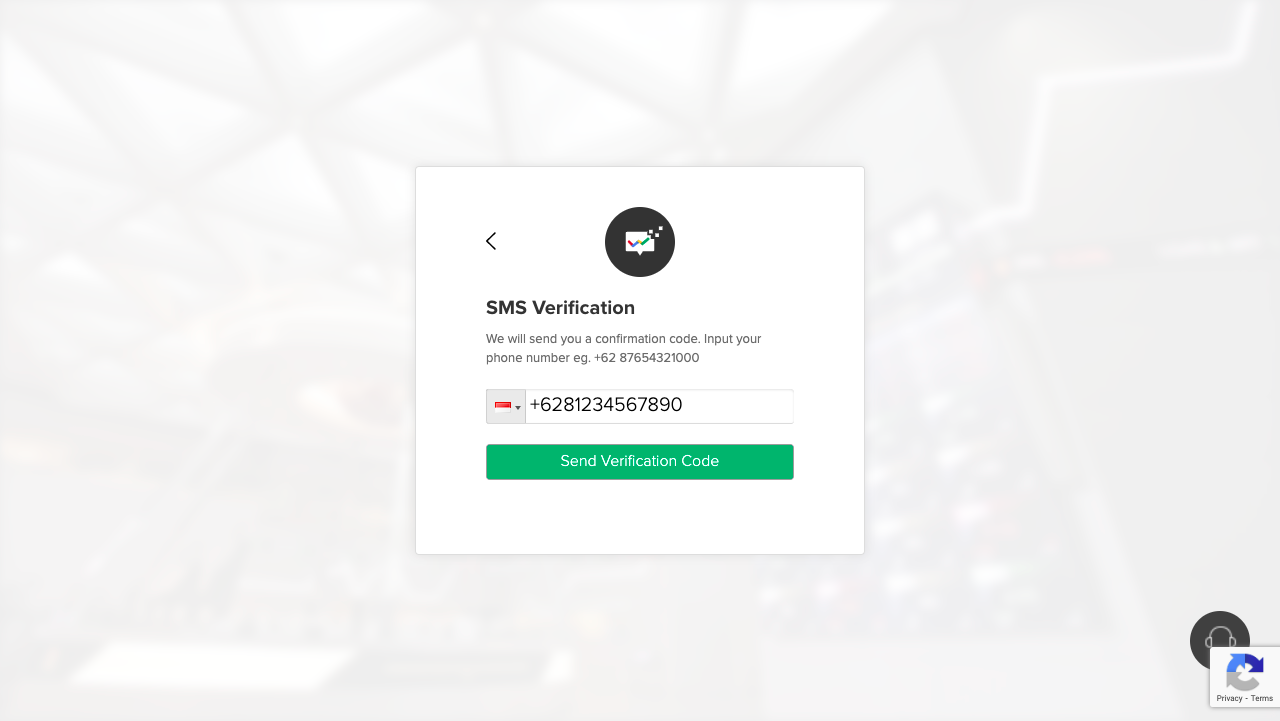 SMS Verification
We will send you a confirmation code. Input your
phone number eg. +62 87654321000
+6281234567890
Send Verification Code
Privacy - Terms